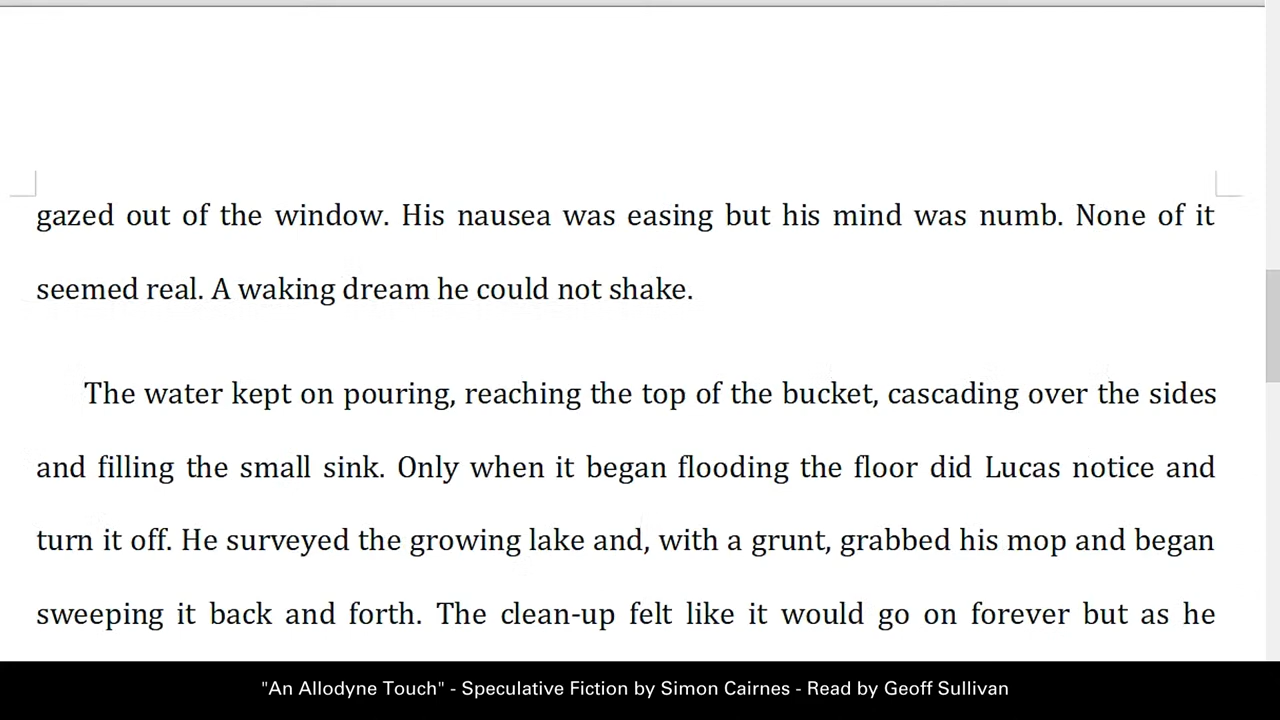 gazed out of the window. His nausea was easing but his mind was numb. None of it
seemed real. A waking dream he could not shake.
The water kept on pouring, reaching the top of the bucket, cascading over the sides
and filling the small sink. Only when it began flooding the floor did Lucas notice and
turn it off. He surveyed the growing lake and, with a grunt, grabbed his mop and began
sweeping it back and forth. The clean-up felt like it would go on forever but as he
"An Allodyne Touch" - Speculative Fiction by Simon Cairnes - Read by Geoff Sullivan